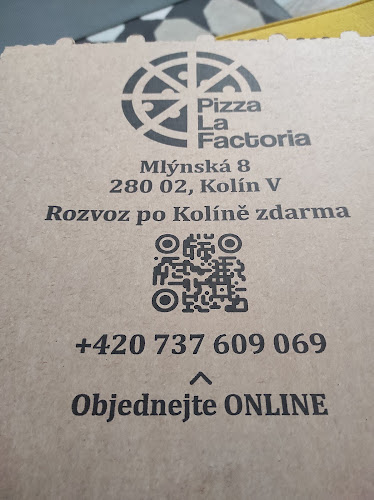 Pizza
La
Factoria
Mlýnská 8
280 02, Kolín V
Rozvoz po Kolíně zdarma
+420 737 609 069
Objednejte ONLINE